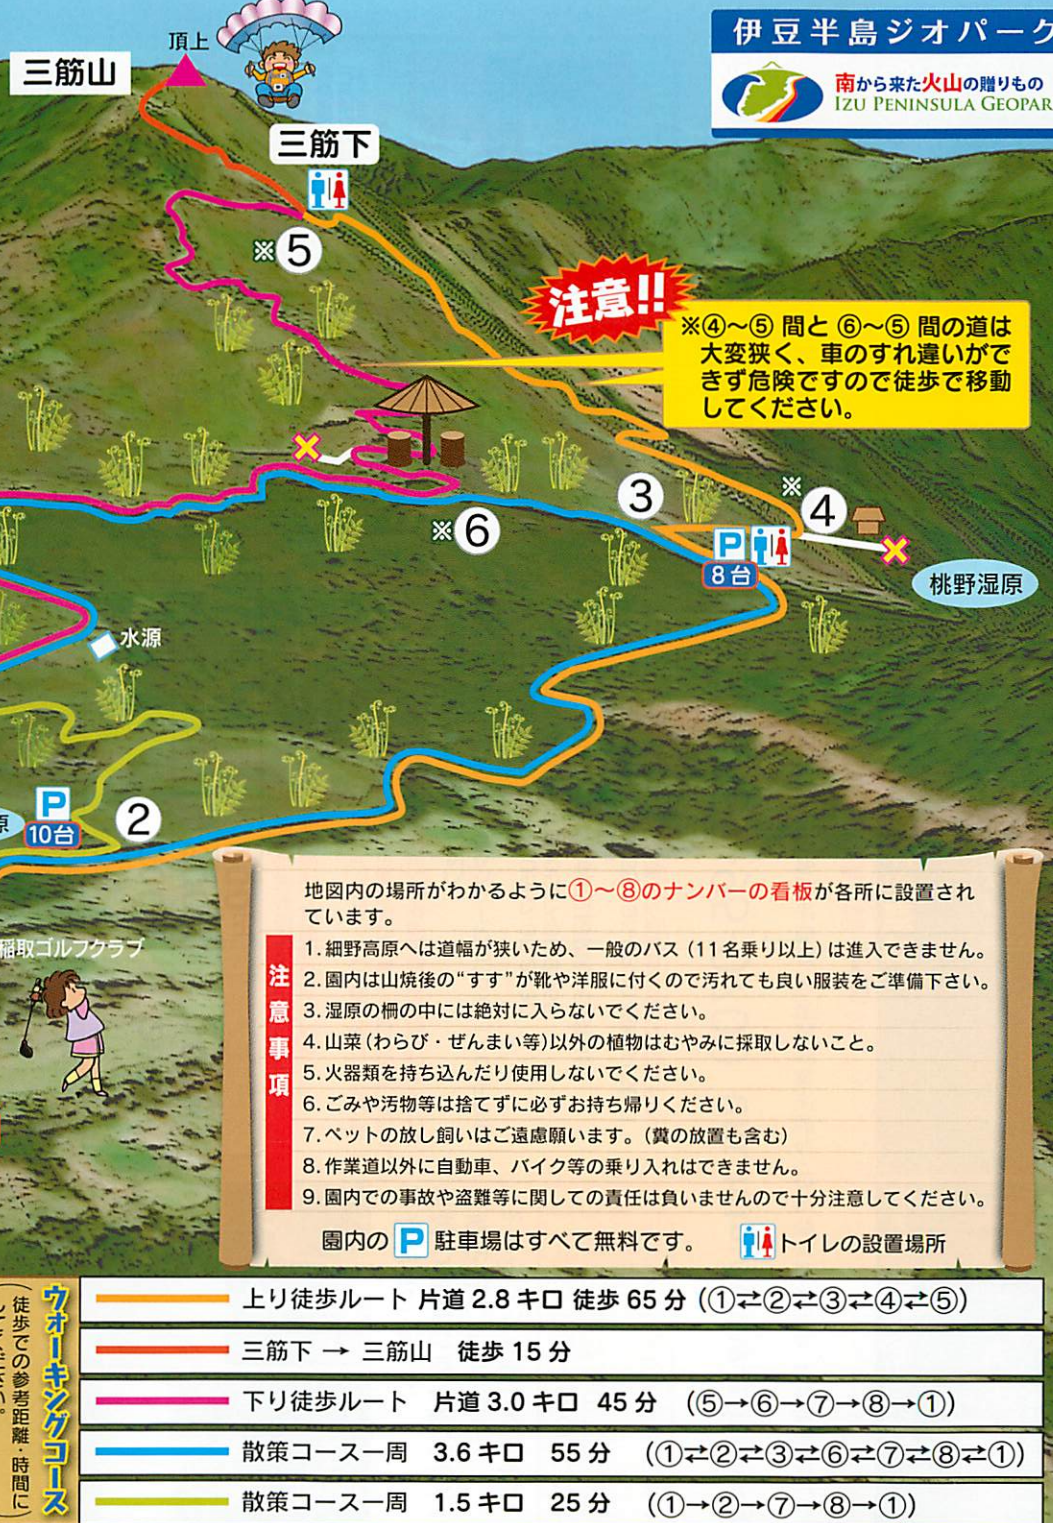 頂上
三筋山
伊豆半島ジオパーク
南から来た火山の贈りもの
IZU PENINSULA GEOPAR
三筋下
※⑤
注意!!
※④～⑤ 間と ⑥～⑤ 間の道は
大変狭く、車のすれ違いがで
きず危険ですので徒歩で移動
してください。
③
※④
※⑥
P
8台
桃野湿原
水源
P
10台
②
原
稲取ゴルフクラブ
地図内の場所がわかるように①～⑧のナンバーの看板が各所に設置され
ています。
注意事項
1. 細野高原へは道幅が狭いため、一般のバス (11名乗り以上) は進入できません。
2. 園内は山焼後の“すす”が靴や洋服に付くので汚れても良い服装をご準備下さい。
3. 湿原の柵の中には絶対に入らないでください。
4. 山菜 (わらび・ぜんまい等) 以外の植物はむやみに採取しないこと。
5. 火器類を持ち込んだり使用しないでください。
6. ごみや汚物等は捨てずに必ずお持ち帰りください。
7. ペットの放し飼いはご遠慮願います。(糞の放置も含む)
8. 作業道以外に自動車、バイク等の乗り入れはできません。
9. 園内での事故や盗難等に関しての責任は負いませんので十分注意してください。
園内の P 駐車場はすべて無料です。 トイレの設置場所
ウォーキングコース
(徒歩での参考距離・時間に
してください。)
上り徒歩ルート 片道 2.8 キロ 徒歩 65 分 (①⇄②⇄③⇄④⇄⑤)
三筋下 → 三筋山 徒歩 15 分
下り徒歩ルート 片道 3.0 キロ 45 分 (⑤→⑥→⑦→⑧→①)
散策コース一周 3.6 キロ 55 分 (①⇄②⇄③⇄⑥⇄⑦⇄⑧⇄①)
散策コース一周 1.5 キロ 25 分 (①→②→⑦→⑧→①)